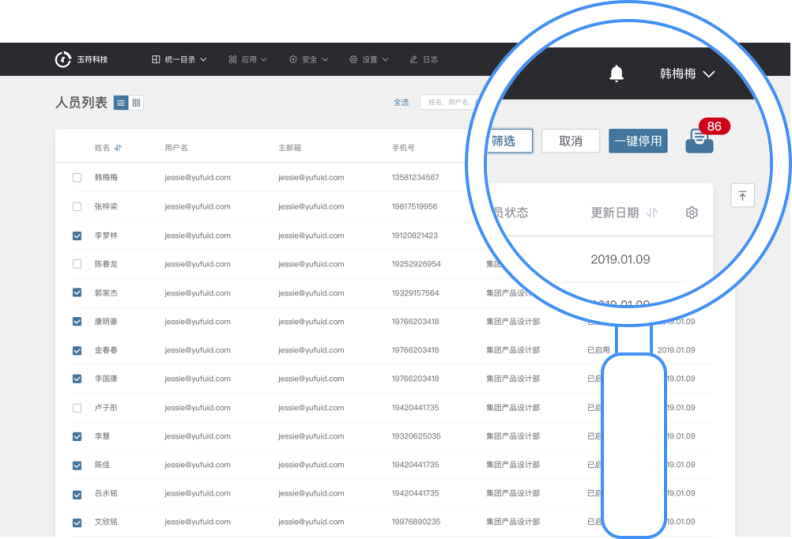 玉符科技 统一目录 应用 安全 设置 日志 韩梅梅
人员列表 全选 姓名、用户名、 筛选 取消 一键停用 86
姓名 用户名 主邮箱 手机号 员状态 更新日期
韩梅梅 jessie@yufuid.com jessie@yufuid.com 13581234567 2019.01.09
张梓梁 jessie@yufuid.com jessie@yufuid.com 19817519956
李梦林 jessie@yufuid.com jessie@yufuid.com 19120821423
陈春龙 jessie@yufuid.com jessie@yufuid.com 19252926954 集团
郭家杰 jessie@yufuid.com jessie@yufuid.com 19329157564 集团产品设计部 2019.01.09
康明豪 jessie@yufuid.com jessie@yufuid.com 19766203418 集团产品设计部 已启用 2019.01.09
金春春 jessie@yufuid.com jessie@yufuid.com 19766203418 集团产品设计部 已启用 2019.01.09
李国康 jessie@yufuid.com jessie@yufuid.com 19766203418 集团产品设计部 已启 19.01.09
卢子彤 jessie@yufuid.com jessie@yufuid.com 19420441735 集团产品设计部 已启 19.01.09
李慧 jessie@yufuid.com jessie@yufuid.com 19320625035 集团产品设计部 已启 19.01.09
陈佳 jessie@yufuid.com jessie@yufuid.com 19420441735 集团产品设计部 已启 19.01.09
吕永铭 jessie@yufuid.com jessie@yufuid.com 19420441735 集团产品设计部 已启 19.01.09
文欣铭 jessie@yufuid.com jessie@yufuid.com 19976890235 集团产品设计部 已启 19.01.09